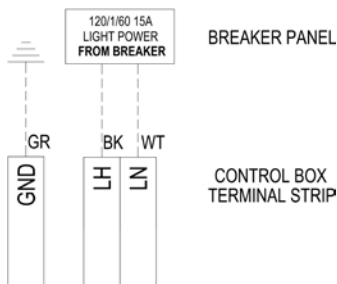 120/1/60 15A
LIGHT POWER
FROM BREAKER
BREAKER PANEL
GR
BK
WT
GND
LH
LN
CONTROL BOX
TERMINAL STRIP